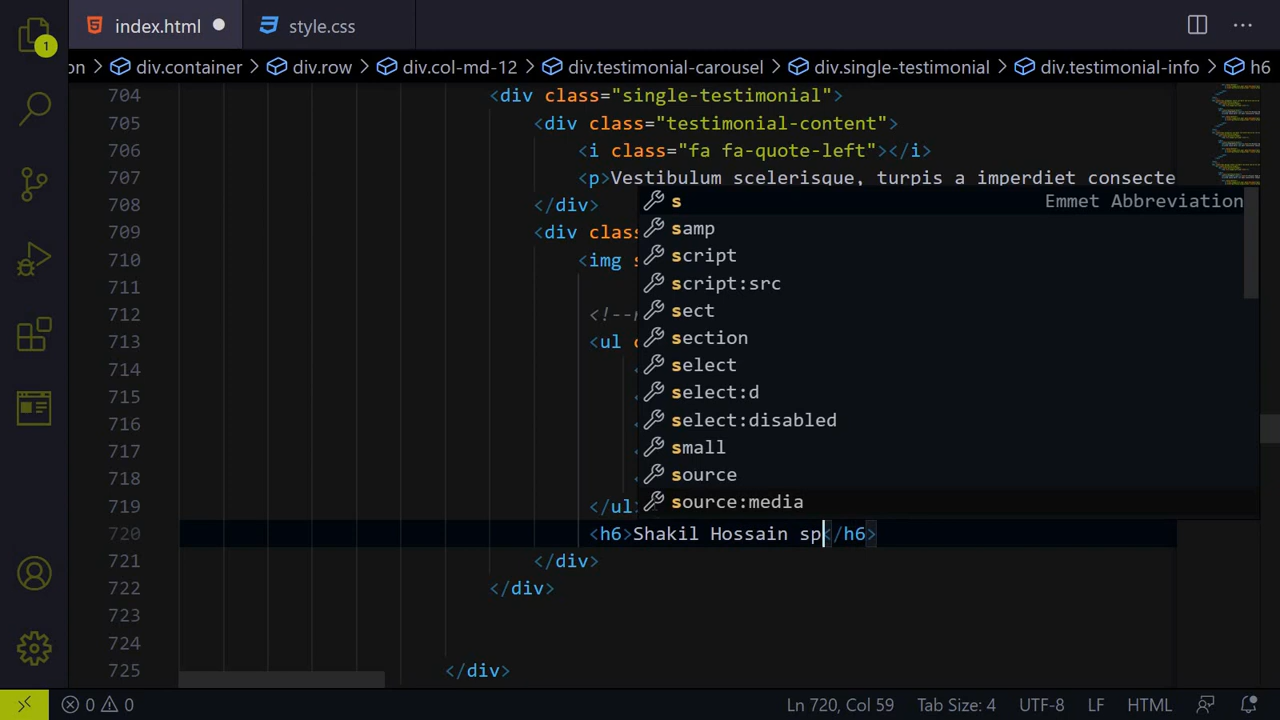 1
index.html
style.css
on
div.container
div.row
div.col-md-12
div.testimonial-carousel
div.single-testimonial
div.testimonial-info
h6
704 <div class="single-testimonial">
705 <div class="testimonial-content">
706 <i class="fa fa-quote-left"></i>
707 <p>Vestibulum scelerisque, turpis a imperdiet consecte
708 </div>
709 <div class
710 <img s
711
712 <!--
713 <ul
714 <
715 <
716 <
717 <
718 <
719 </ul
720 <h6>Shakil Hossain sp</h6>
721 </div>
722 </div>
723
724
725 </div>
s Emmet Abbreviation
samp
script
script:src
sect
section
select
select:d
select:disabled
small
source
source:media
0 0
Ln 720, Col 59
Tab Size: 4
UTF-8
LF
HTML